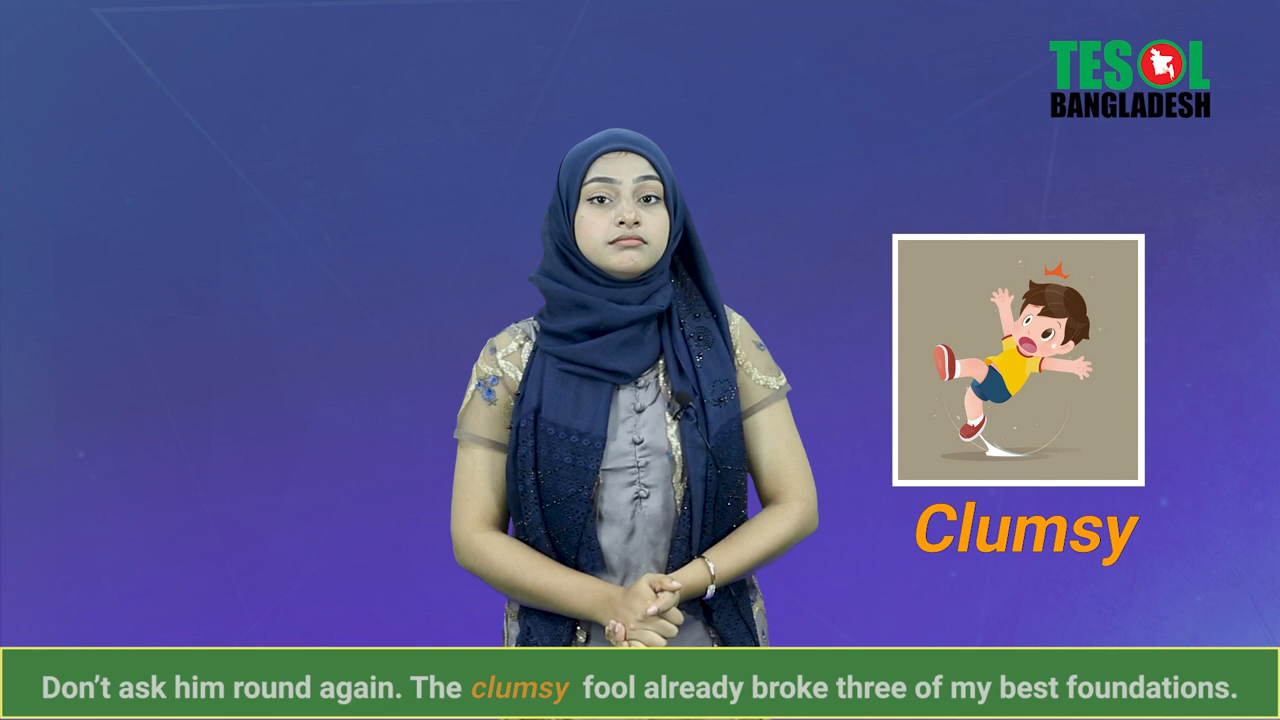 TESOL
BANGLADESH
Clumsy
Don’t ask him round again. The clumsy fool already broke three of my best foundations.